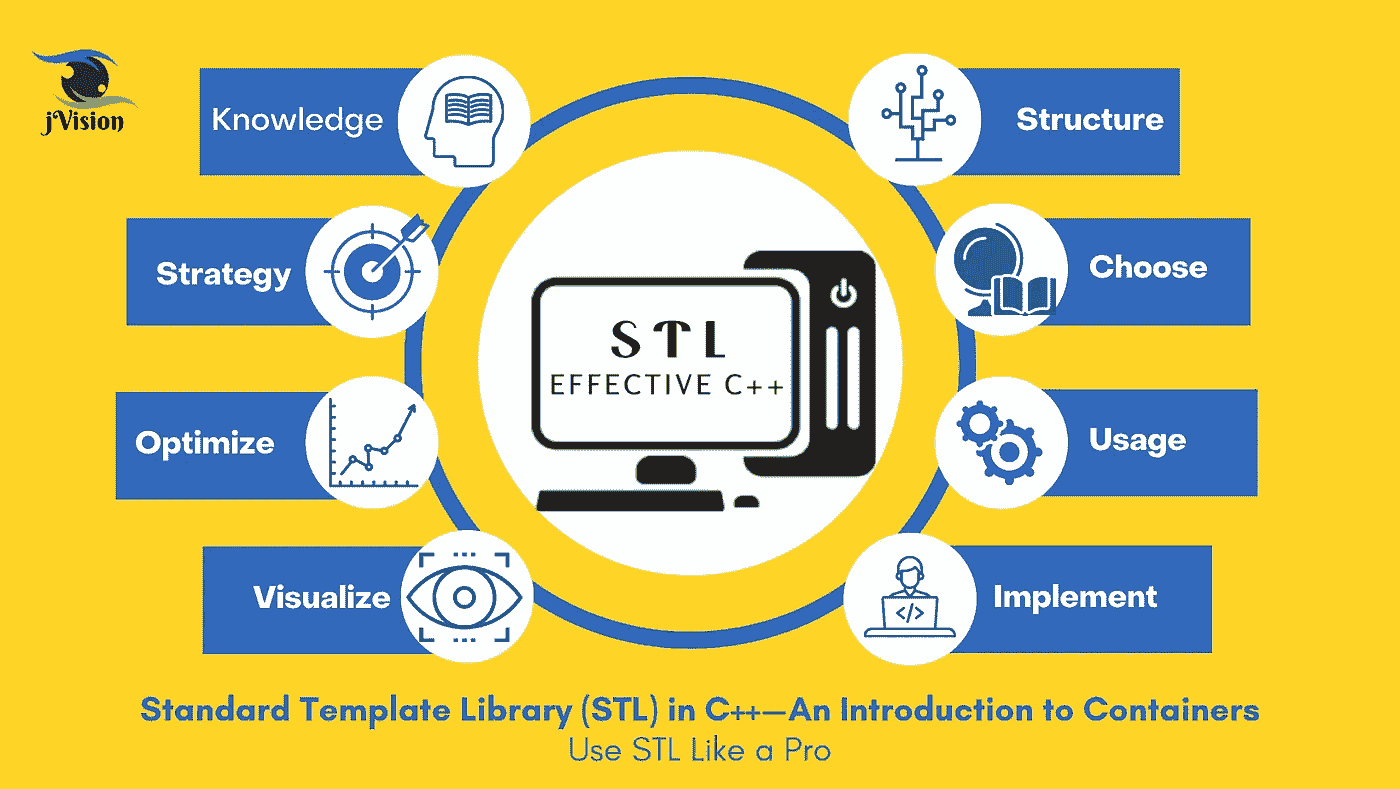 jVision
Knowledge
Structure
Strategy
Choose
STL
EFFECTIVE C++
Optimize
Usage
</>
Visualize
Implement
Standard Template Library (STL) in C++—An Introduction to Containers
Use STL Like a Pro